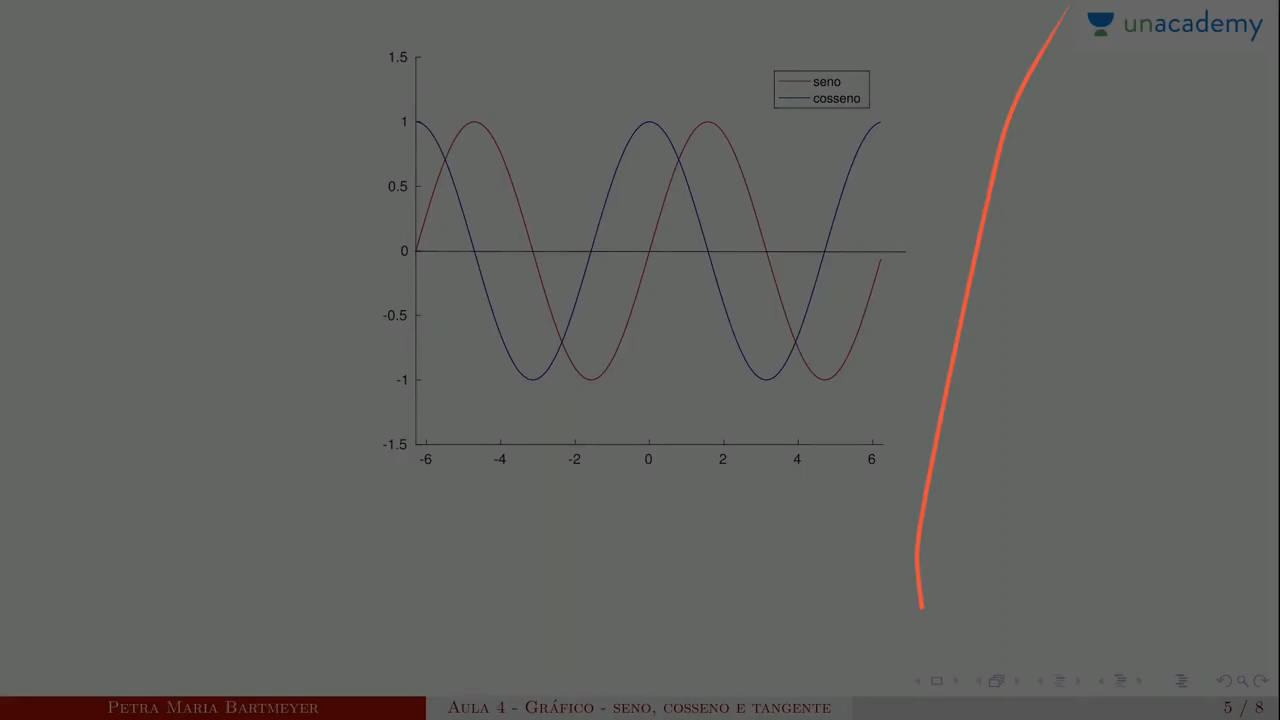 unacademy
1.5
seno
cosseno
1
0.5
0
-0.5
-1
-1.5
-6 -4 -2 0 2 4 6
Petra Maria Bartmeyer Aula 4 - Gráfico - seno, cosseno e tangente 5 / 8